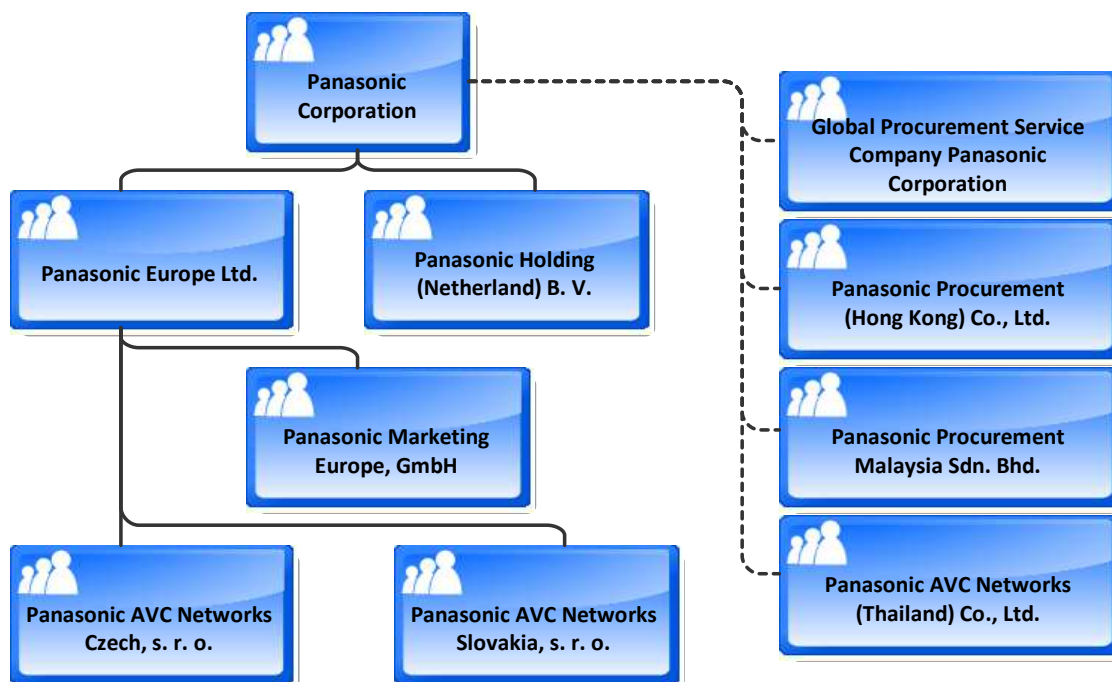 Panasonic
Corporation
Global Procurement Service
Company Panasonic
Corporation
Panasonic Europe Ltd.
Panasonic Holding
(Netherland) B. V.
Panasonic Procurement
(Hong Kong) Co., Ltd.
Panasonic Marketing
Europe, GmbH
Panasonic Procurement
Malaysia Sdn. Bhd.
Panasonic AVC Networks
Czech, s. r. o.
Panasonic AVC Networks
Slovakia, s. r. o.
Panasonic AVC Networks
(Thailand) Co., Ltd.